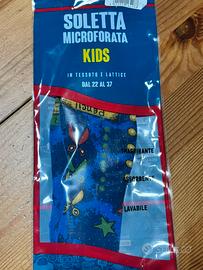 SOLETTA
MICROFORATA
KIDS
IN TESSUTO E LATTICE
DAL 22 AL 37
TRASPIRANTE
ASSORBENTE
LAVABILE